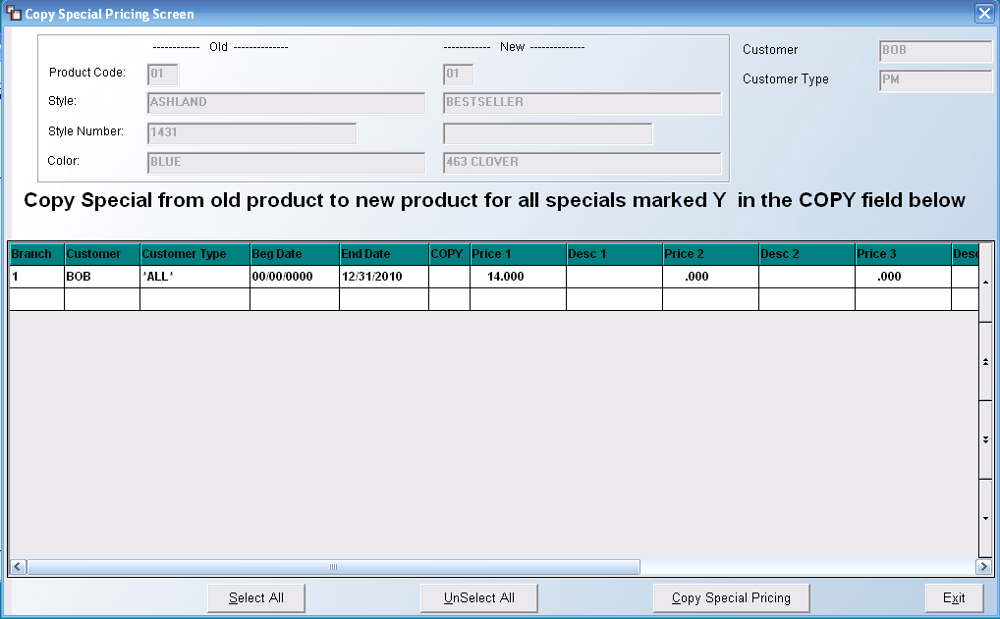 Copy Special Pricing Screen
------------ Old -------------- ------------ New --------------
Customer BOB
Product Code: 01 01
Customer Type PM
Style: ASHLAND BESTSELLER
Style Number: 1431
Color: BLUE 463 CLOVER
Copy Special from old product to new product for all specials marked Y in the COPY field below
Branch Customer Customer Type Beg Date End Date COPY Price 1 Desc 1 Price 2 Desc 2 Price 3 Desc
1 BOB *ALL* 00/00/0000 12/31/2010 14.000 .000 .000
Select All UnSelect All Copy Special Pricing Exit